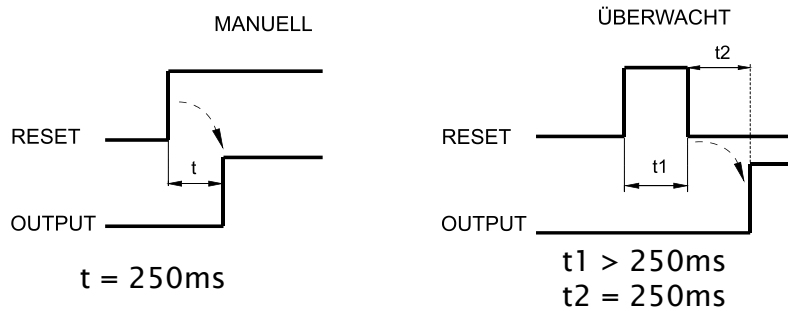 MANUELL
RESET
t
OUTPUT
t = 250ms
ÜBERWACHT
t2
RESET
t1
OUTPUT
t1 > 250ms
t2 = 250ms